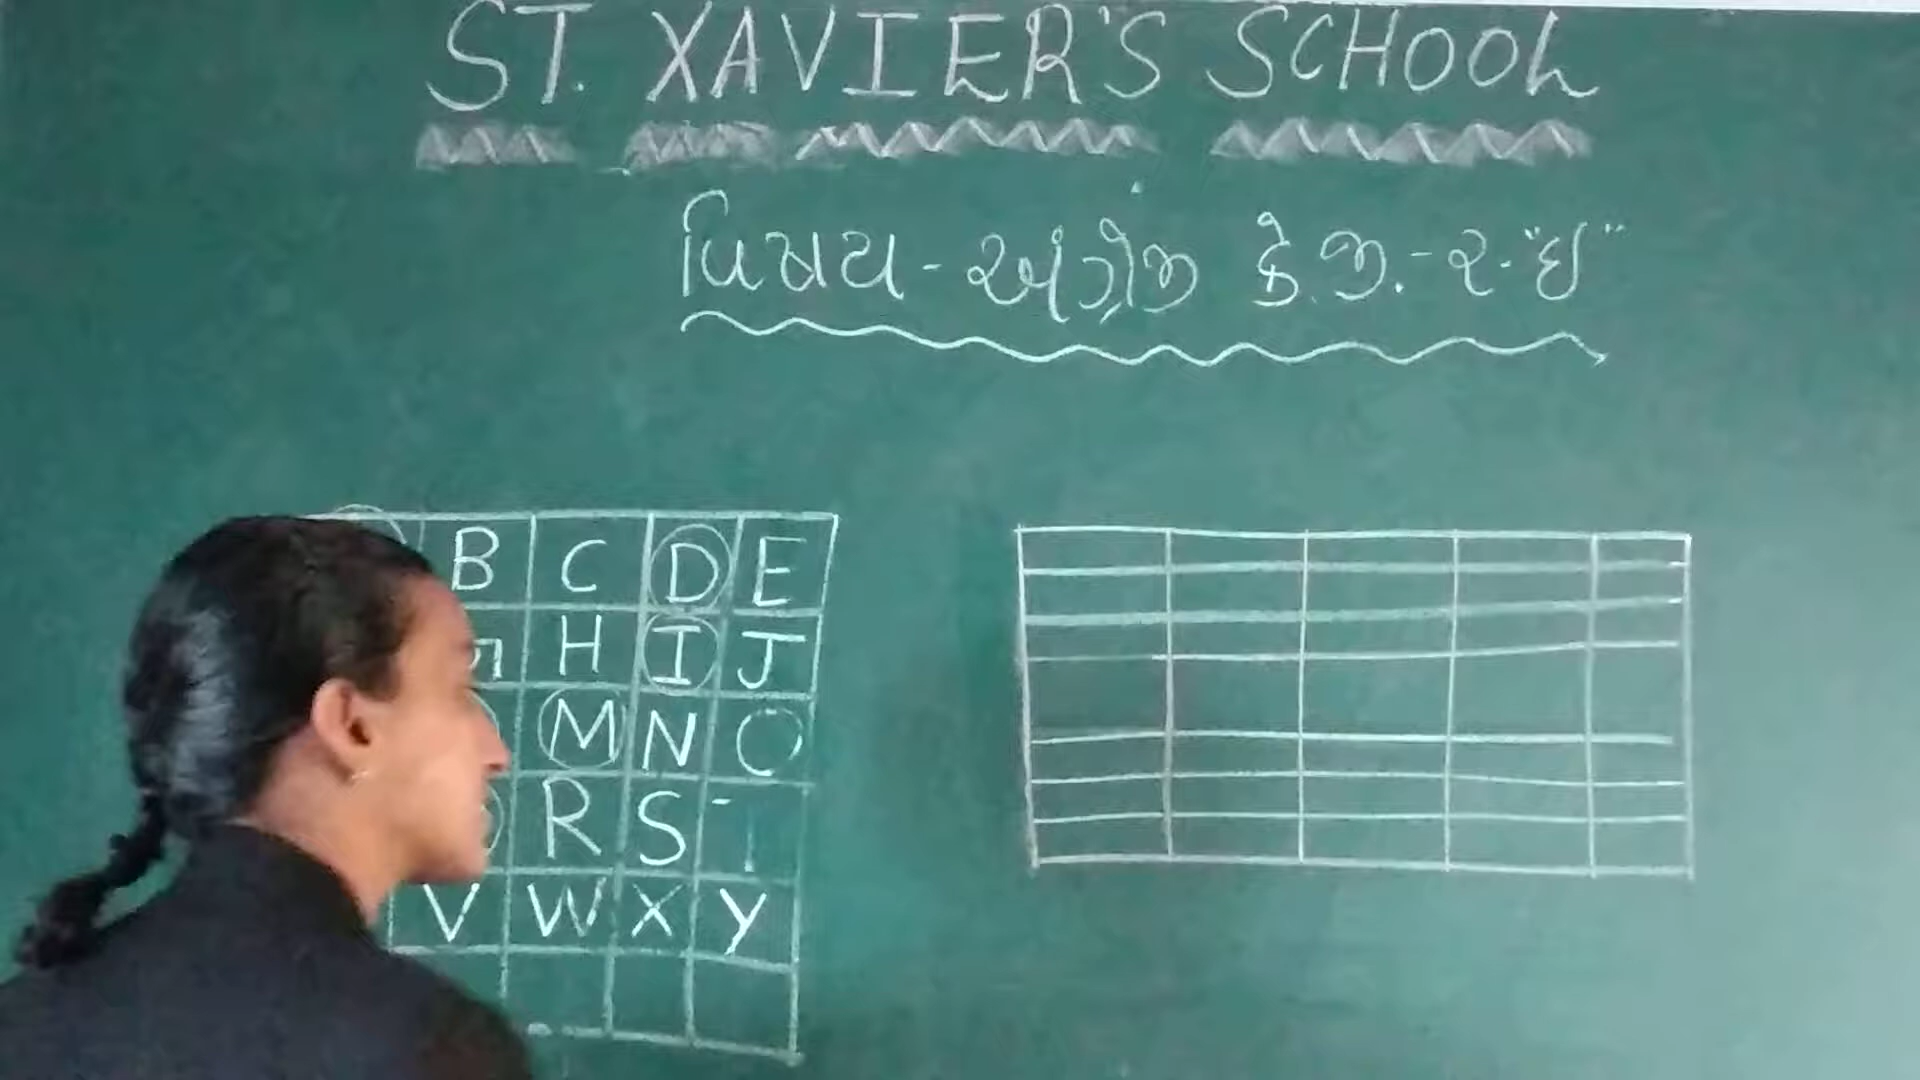 ST. XAVIER'S SCHOOL
વિષય - અંગ્રેજી કે.જી.-૨-"ઇ"
B C D E
H I J
M N O
R S T
V W X Y